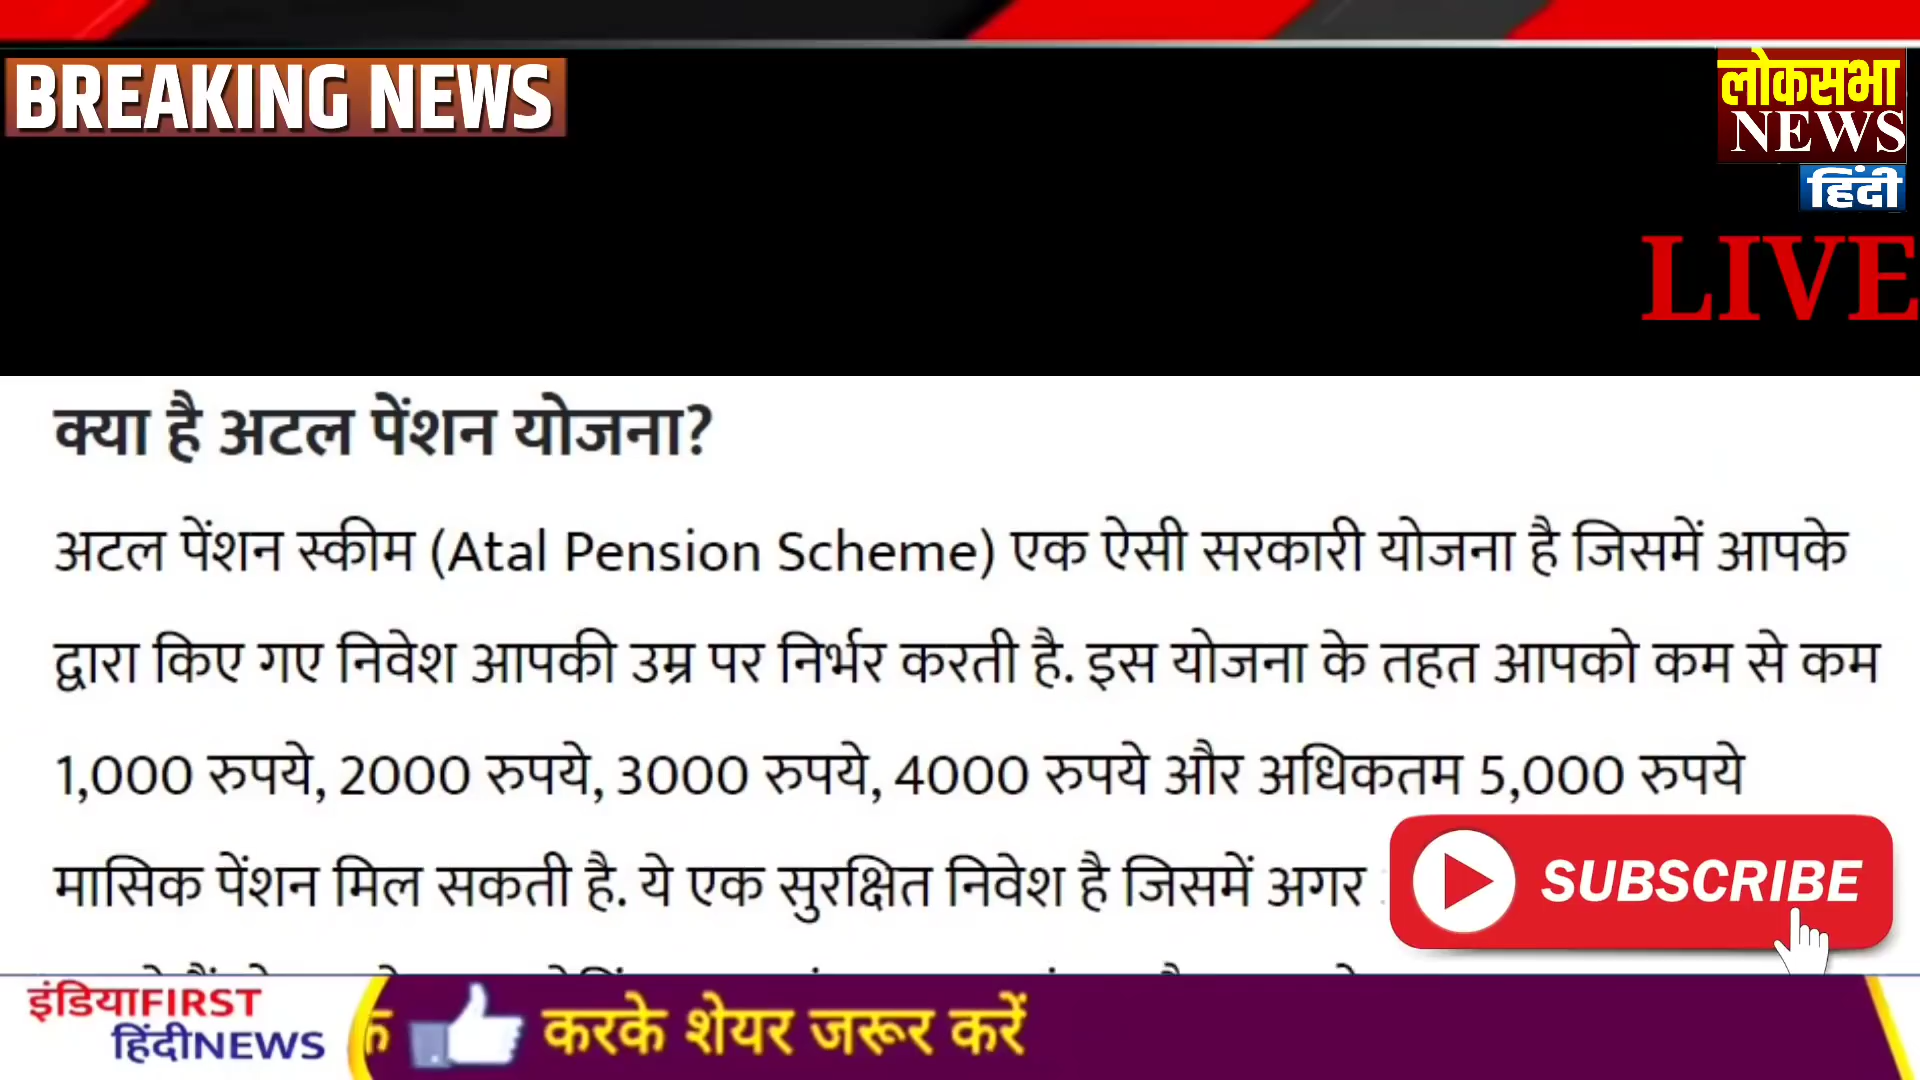 BREAKING NEWS
लोकसभा
NEWS
हिंदी
LIVE
क्या है अटल पेंशन योजना?
अटल पेंशन स्कीम (Atal Pension Scheme) एक ऐसी सरकारी योजना है जिसमें आपके
द्वारा किए गए निवेश आपकी उम्र पर निर्भर करती है. इस योजना के तहत आपको कम से कम
1,000 रुपये, 2000 रुपये, 3000 रुपये, 4000 रुपये और अधिकतम 5,000 रुपये
मासिक पेंशन मिल सकती है. ये एक सुरक्षित निवेश है जिसमें अगर
SUBSCRIBE
इंडियाFIRST
हिंदीNEWS
करके शेयर जरूर करें